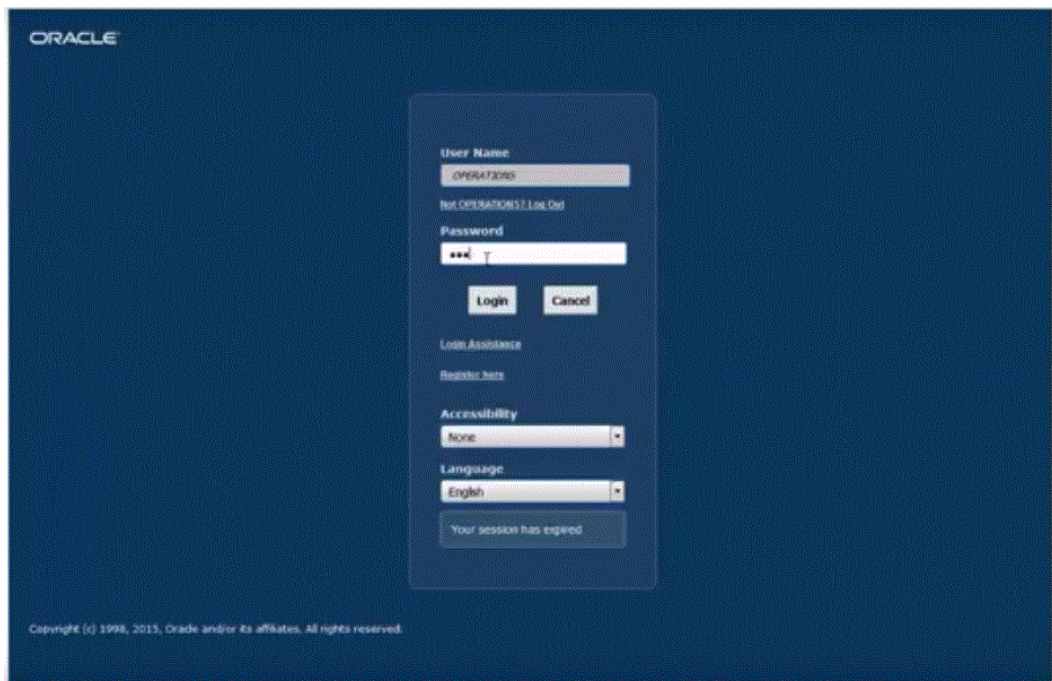 ORACLE
User Name
OPERATIONS
Not OPERATIONS? Log Out
Password
Login Cancel
Login Assistance
Register here
Accessibility
None
Language
English
Your session has expired
Copyright (c) 1998, 2015, Oracle and/or its affiliates. All rights reserved.